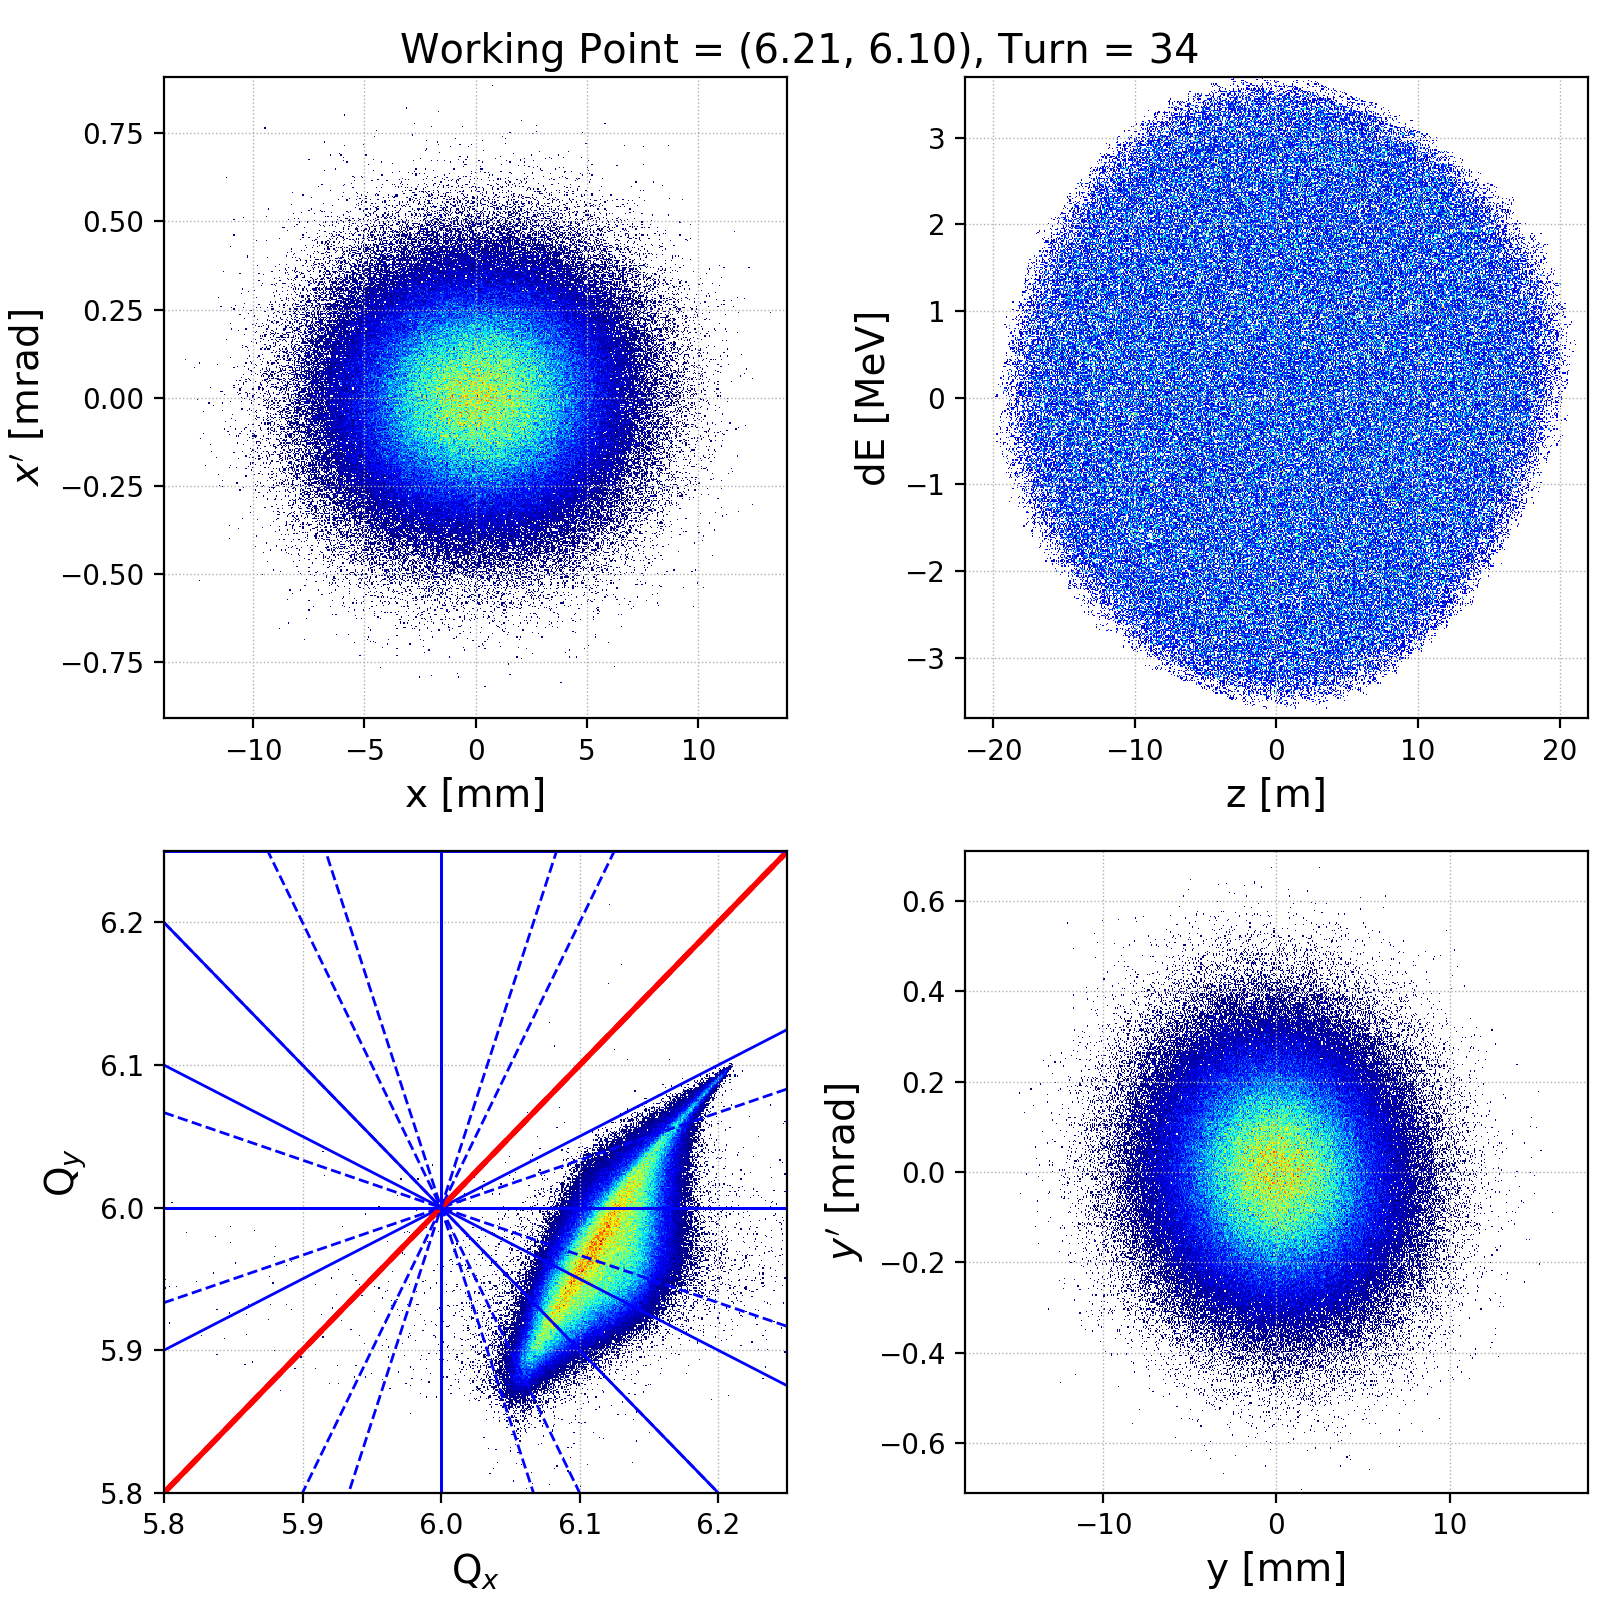 Working Point = (6.21, 6.10), Turn = 34
0.75
0.50
0.25
0.00
−0.25
−0.50
−0.75
x′ [mrad]
−10 −5 0 5 10
x [mm]
3
2
1
0
−1
−2
−3
dE [MeV]
−20 −10 0 10 20
z [m]
6.2
6.1
6.0
5.9
5.8
Qy
5.8 5.9 6.0 6.1 6.2
Qx
0.6
0.4
0.2
0.0
−0.2
−0.4
−0.6
y′ [mrad]
−10 0 10
y [mm]